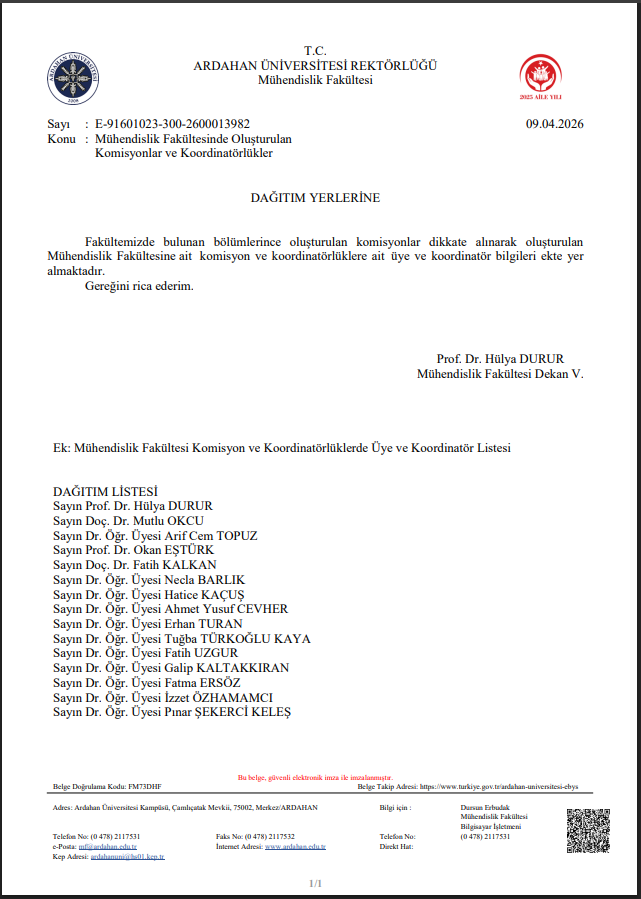 T.C.
ARDAHAN ÜNİVERSİTESİ REKTÖRLÜĞÜ
Mühendislik Fakültesi
ARDAHAN ÜNİVERSİTESİ
2008
2025 AİLE YILI
Sayı : E-91601023-300-2600013982 09.04.2026
Konu : Mühendislik Fakültesinde Oluşturulan
Komisyonlar ve Koordinatörlükler
DAĞITIM YERLERİNE
Fakültemizde bulunan bölümlerince oluşturulan komisyonlar dikkate alınarak oluşturulan
Mühendislik Fakültesine ait komisyon ve koordinatörlüklere ait üye ve koordinatör bilgileri ekte yer
almaktadır.
Gereğini rica ederim.
Prof. Dr. Hülya DURUR
Mühendislik Fakültesi Dekan V.
Ek: Mühendislik Fakültesi Komisyon ve Koordinatörlüklerde Üye ve Koordinatör Listesi
DAĞITIM LİSTESİ
Sayın Prof. Dr. Hülya DURUR
Sayın Doç. Dr. Mutlu OKCU
Sayın Dr. Öğr. Üyesi Arif Cem TOPUZ
Sayın Prof. Dr. Okan EŞTÜRK
Sayın Doç. Dr. Fatih KALKAN
Sayın Dr. Öğr. Üyesi Necla BARLIK
Sayın Dr. Öğr. Üyesi Hatice KAÇUŞ
Sayın Dr. Öğr. Üyesi Ahmet Yusuf CEVHER
Sayın Dr. Öğr. Üyesi Erhan TURAN
Sayın Dr. Öğr. Üyesi Tuğba TÜRKOĞLU KAYA
Sayın Dr. Öğr. Üyesi Fatih UZGUR
Sayın Dr. Öğr. Üyesi Galip KALTAKKIRAN
Sayın Dr. Öğr. Üyesi Fatma ERSÖZ
Sayın Dr. Öğr. Üyesi İzzet ÖZHAMAMCI
Sayın Dr. Öğr. Üyesi Pınar ŞEKERCİ KELEŞ
Bu belge, güvenli elektronik imza ile imzalanmıştır.
Belge Doğrulama Kodu: FM73DHF Belge Takip Adresi: https://www.turkiye.gov.tr/ardahan-universitesi-ebys
Adres: Ardahan Üniversitesi Kampüsü, Çamlıçatak Mevkii, 75002, Merkez/ARDAHAN Bilgi için : Dursun Erbudak
Mühendislik Fakültesi
Bilgisayar İşletmeni
Telefon No: (0 478) 2117531 Faks No: (0 478) 2117532 Telefon No: (0 478) 2117531
e-Posta: mf@ardahan.edu.tr İnternet Adresi: www.ardahan.edu.tr Direkt Hat:
Kep Adresi: ardahanuni@hs01.kep.tr
1/1